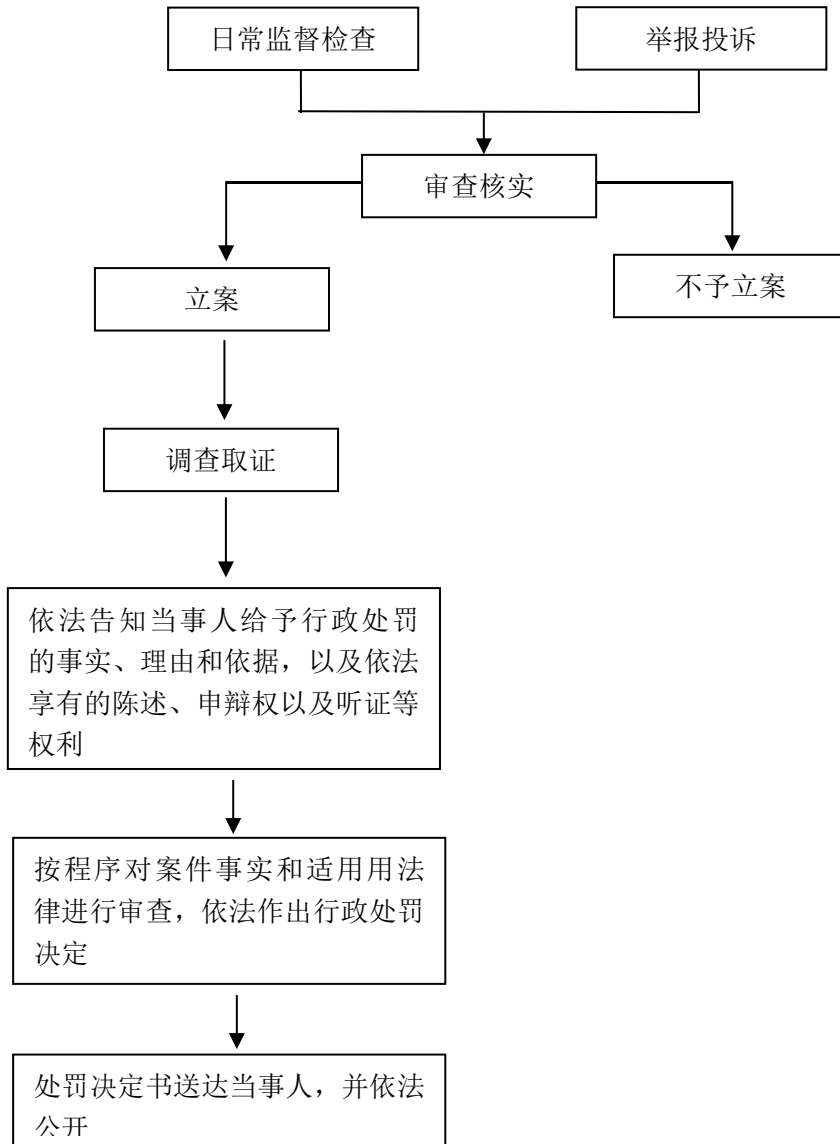 日常监督检查
举报投诉
审查核实
立案
不予立案
调查取证
依法告知当事人给予行政处罚
的事实、理由和依据，以及依法
享有的陈述、申辩权以及听证等
权利
按程序对案件事实和适用用法
律进行审查，依法作出行政处罚
决定
处罚决定书送达当事人，并依法
公开